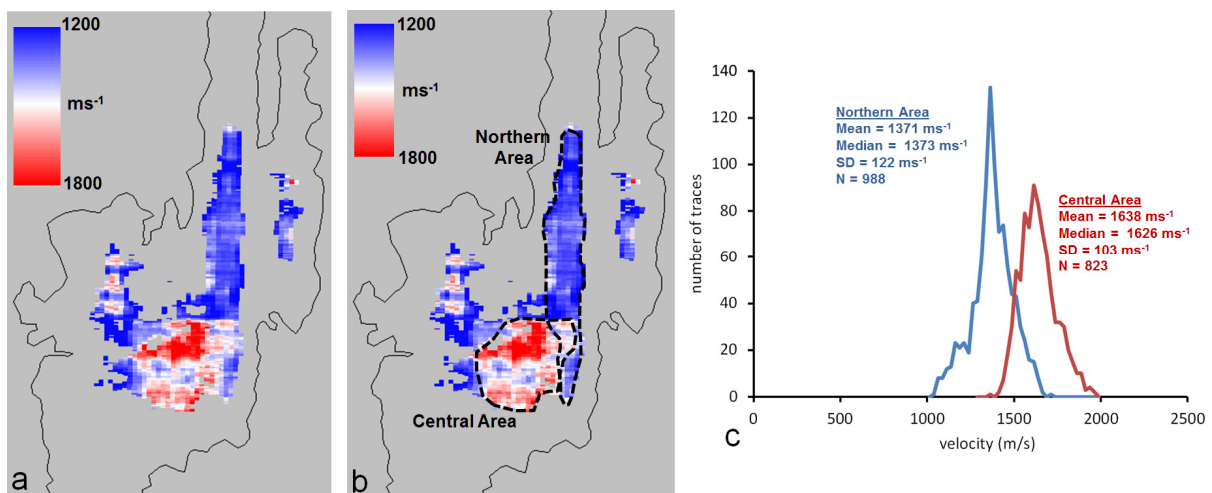 1200
ms-1
1800
a
1200
ms-1
1800
Northern
Area
Central Area
b
140
120
100
80
60
40
20
0
number of traces
Northern Area
Mean = 1371 ms-1
Median = 1373 ms-1
SD = 122 ms-1
N = 988
Central Area
Mean = 1638 ms-1
Median = 1626 ms-1
SD = 103 ms-1
N = 823
0 500 1000 1500 2000 2500
velocity (m/s)
c